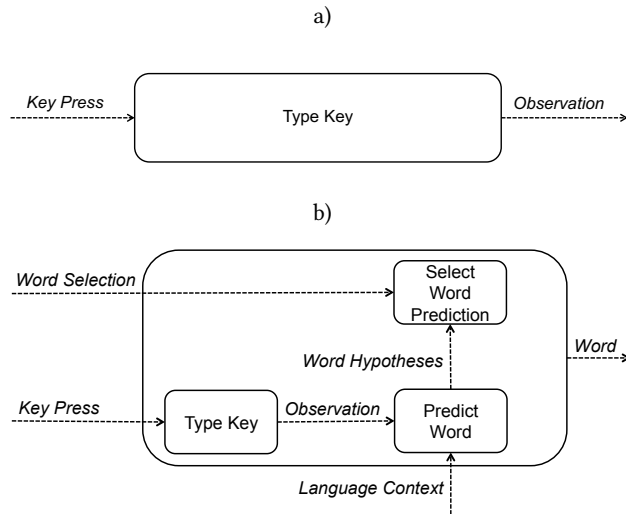 a)
Key Press
Type Key
Observation
b)
Word Selection
Select
Word
Prediction
Word Hypotheses
Word
Key Press
Type Key
Observation
Predict
Word
Language Context